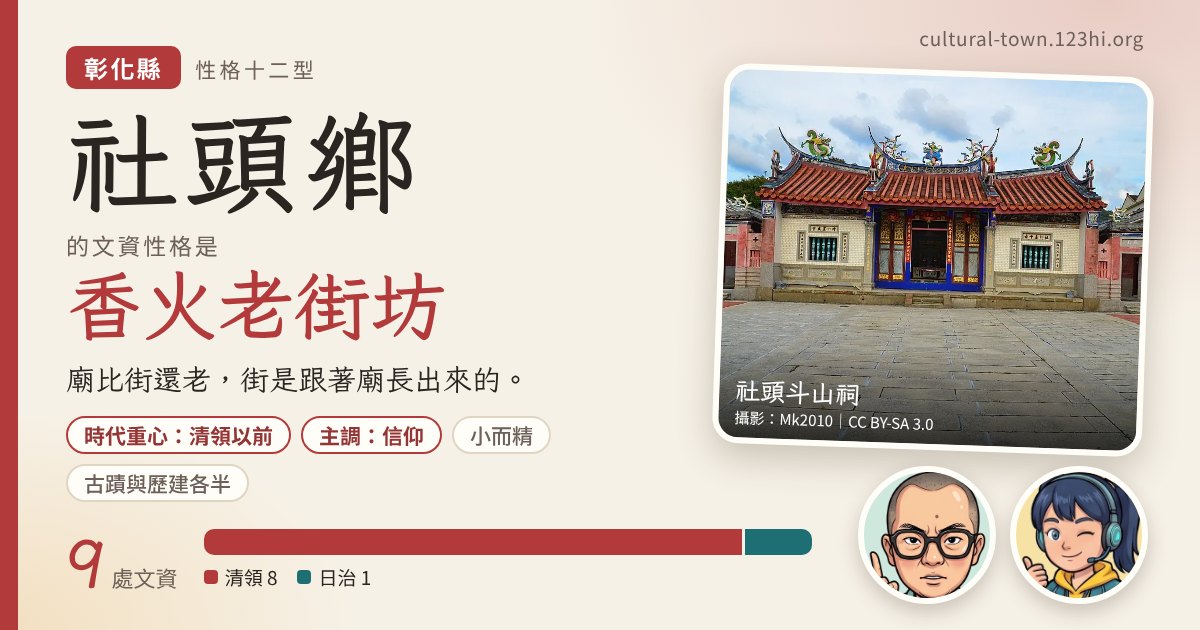 cultural-town.123hi.org
彰化縣 性格十二型
社頭鄉
的文資性格是
香火老街坊
廟比街還老，街是跟著廟長出來的。
時代重心：清領以前 主調：信仰 小而精
古蹟與歷建各半
9 處文資
清領 8 日治 1
社頭斗山祠
攝影：Mk2010｜CC BY-SA 3.0